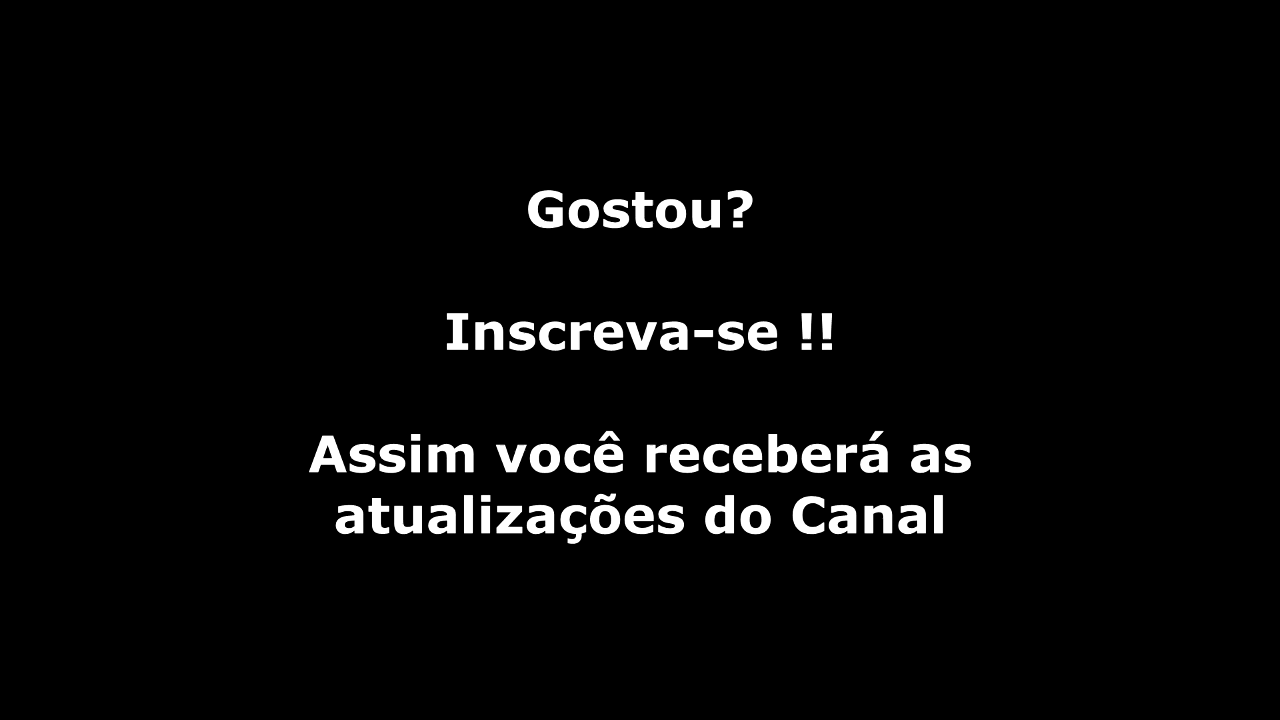 Gostou?
Inscreva-se !!
Assim você receberá as
atualizações do Canal